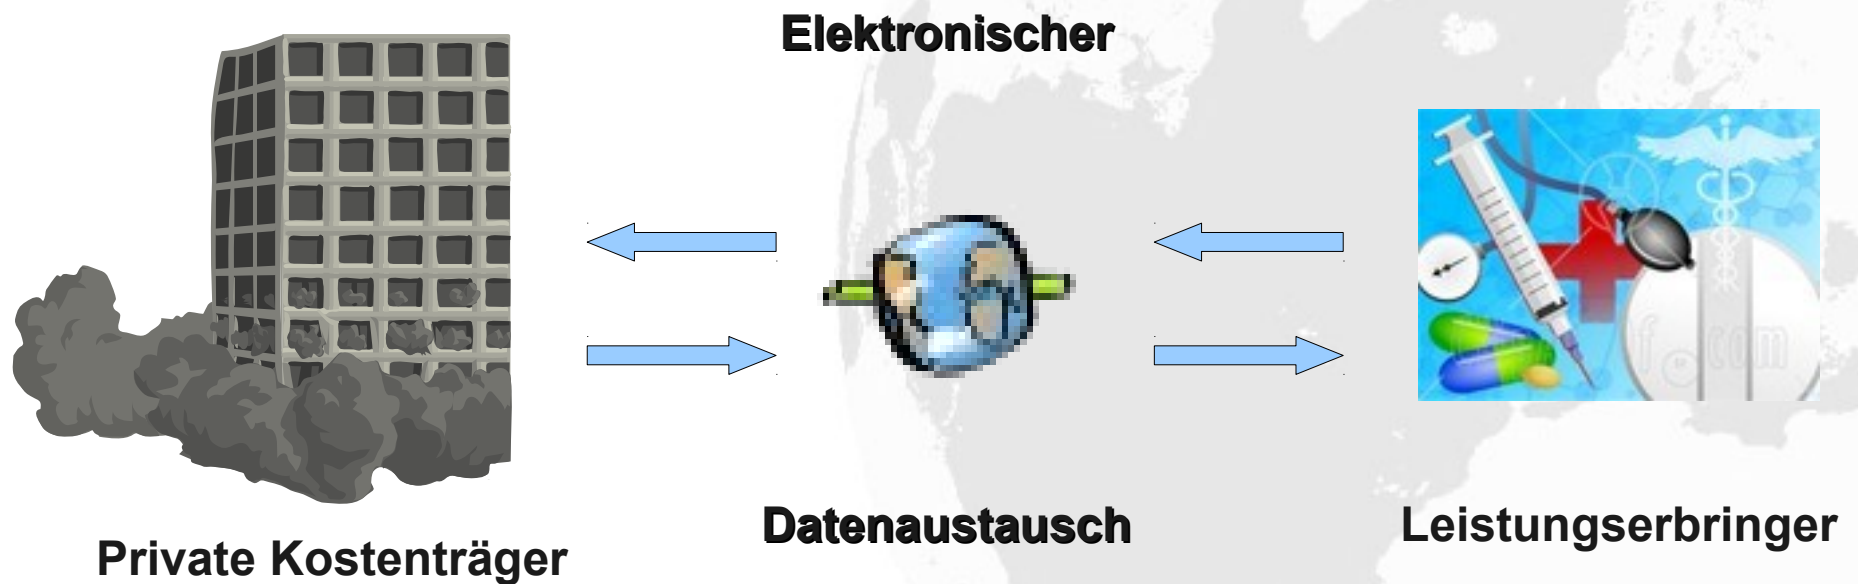 Elektronischer
Datenaustausch
Leistungserbringer
Private Kostenträger